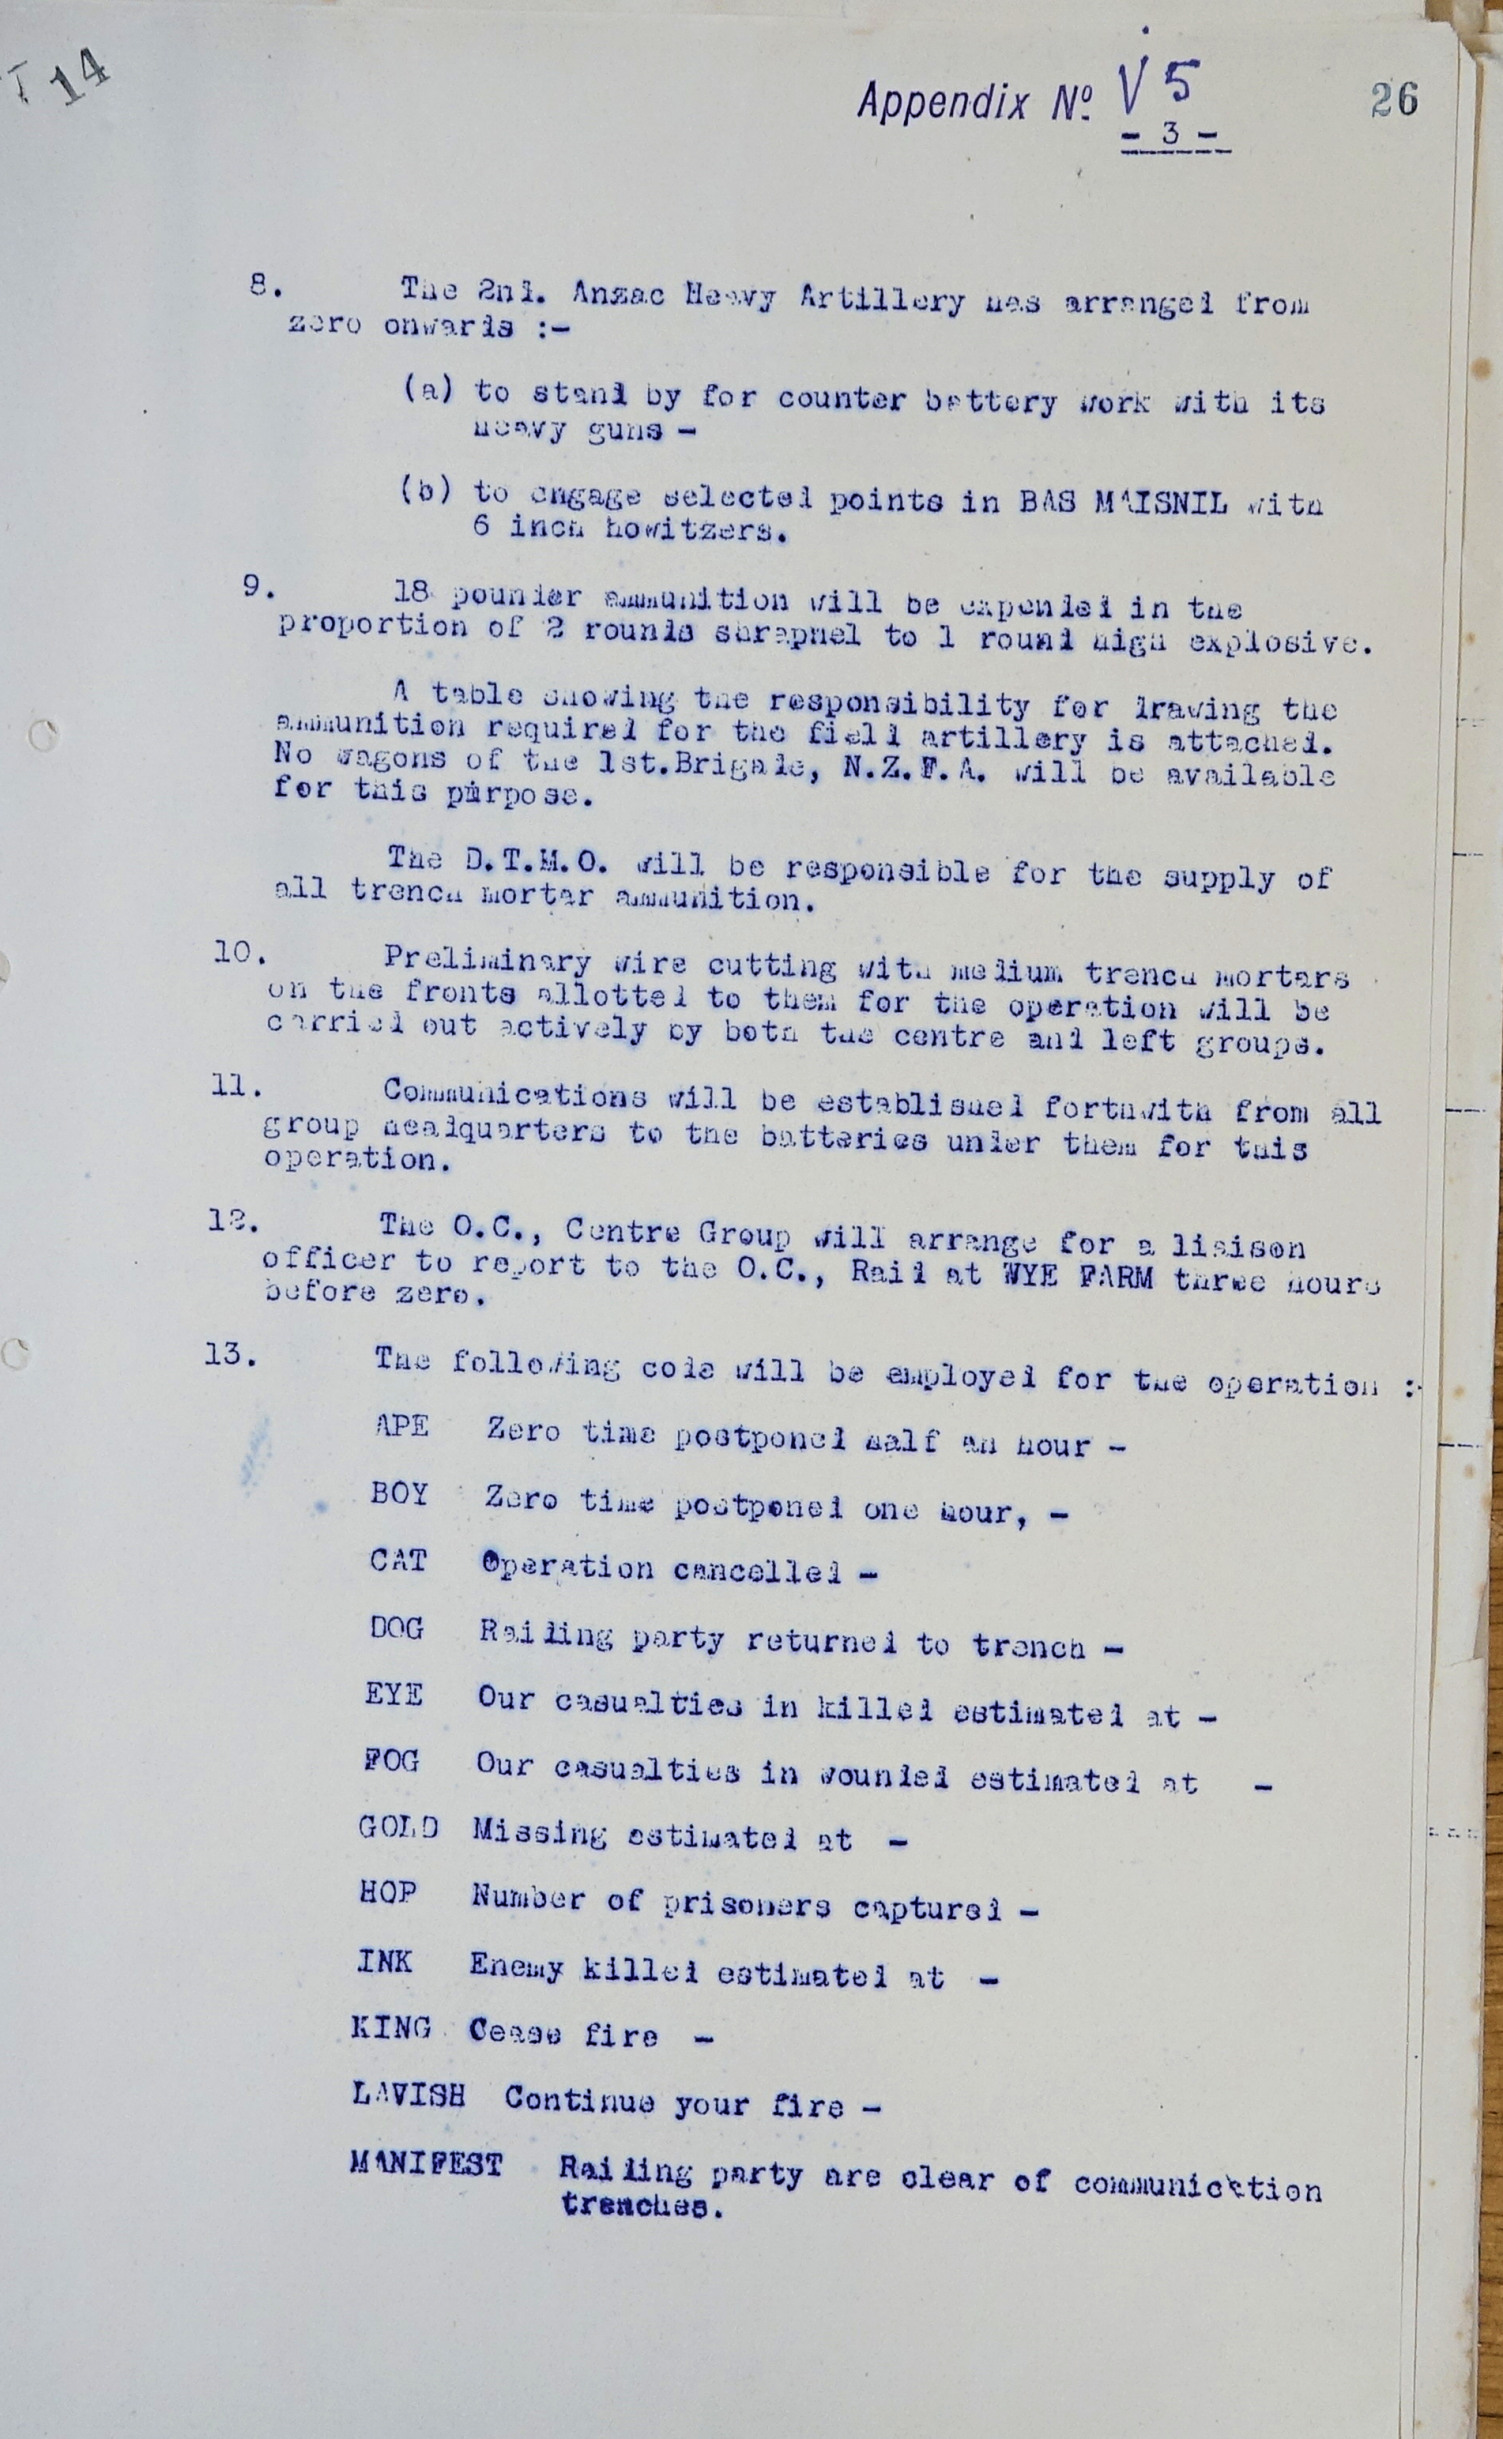 T 14
Appendix Nº V 5
26
- 3 -
8. The 2nd. Anzac Heavy Artillery has arranged from
zero onwards :-
(a) to stand by for counter battery work with its
heavy guns -
(b) to engage selected points in BAS MAISNIL with
6 inch howitzers.
9. 18 pounder ammunition will be expended in the
proportion of 2 rounds shrapnel to 1 round high explosive.
A table showing the responsibility for drawing the
ammunition required for the field artillery is attached.
No wagons of the 1st.Brigade, N.Z.F.A. will be available
for this purpose.
The D.T.M.O. will be responsible for the supply of
all trench mortar ammunition.
10. Preliminary wire cutting with medium trench mortars
on the fronts allotted to them for the operation will be
carried out actively by both the centre and left groups.
11. Communications will be established forthwith from all
group headquarters to the batteries under them for this
operation.
12. The O.C., Centre Group will arrange for a liaison
officer to report to the O.C., Raid at WYE FARM three hours
before zero.
13. The following code will be employed for the operation :-
APE Zero time postponed half an hour -
BOY Zero time postponed one hour, -
CAT Operation cancelled -
DOG Raiding party returned to trench -
EYE Our casualties in killed estimated at -
FOG Our casualties in wounded estimated at -
GOLD Missing estimated at -
HOP Number of prisoners captured -
INK Enemy killed estimated at -
KING Cease fire -
LAVISH Continue your fire -
MANIFEST Raiding party are clear of communication
trenches.